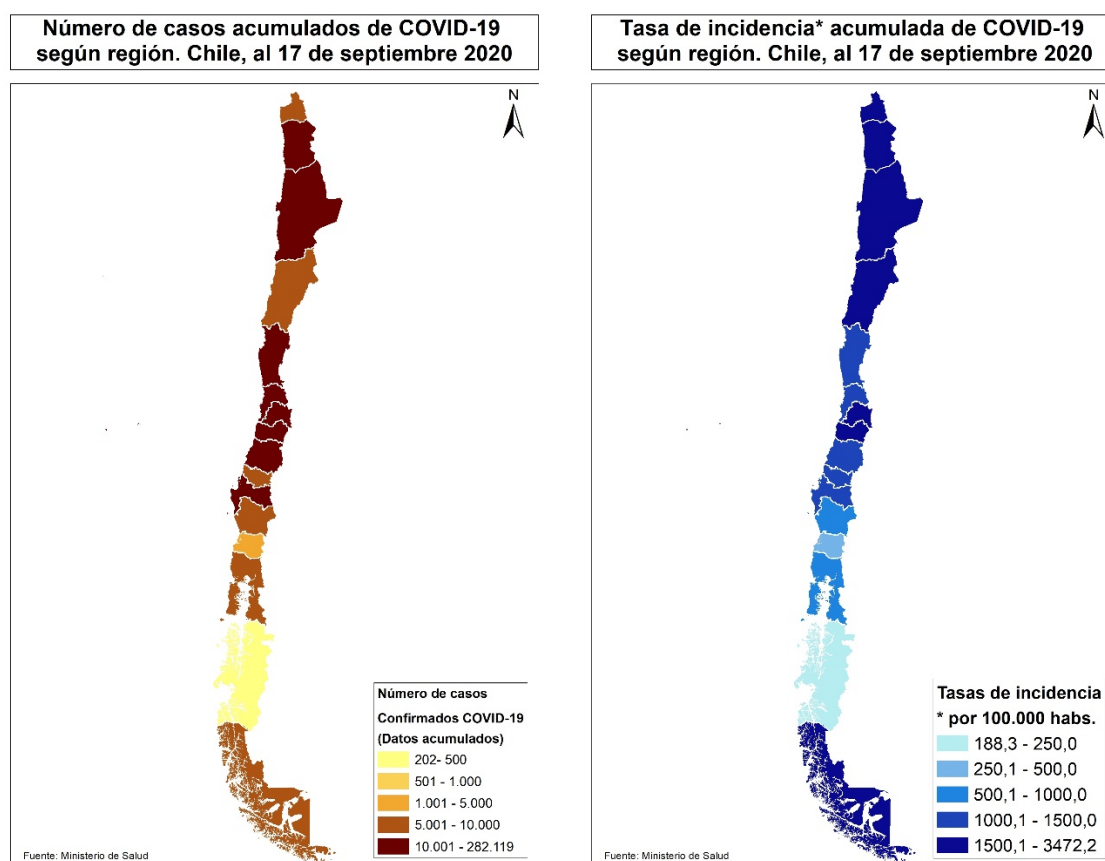 Número de casos acumulados de COVID-19
según región. Chile, al 17 de septiembre 2020
N
Número de casos
Confirmados COVID-19
(Datos acumulados)
202- 500
501 - 1.000
1.001 - 5.000
5.001 - 10.000
10.001 - 282.119
Fuente: Ministerio de Salud
Tasa de incidencia* acumulada de COVID-19
según región. Chile, al 17 de septiembre 2020
N
Tasas de incidencia
* por 100.000 habs.
188,3 - 250,0
250,1 - 500,0
500,1 - 1000,0
1000,1 - 1500,0
1500,1 - 3472,2
Fuente: Ministerio de Salud